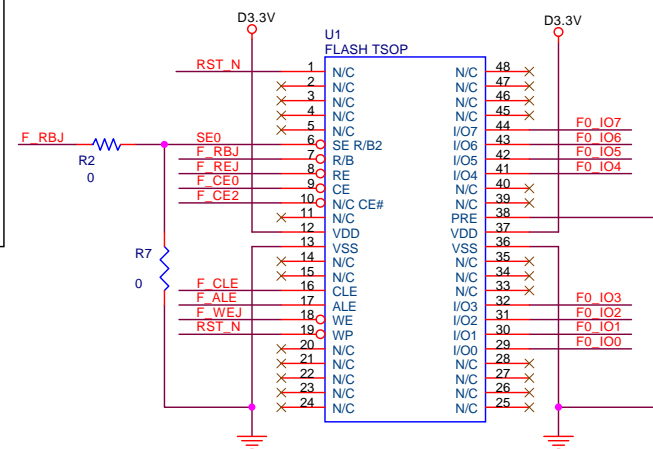 D3.3V D3.3V
U1
FLASH TSOP
RST_N 1 N/C N/C 48
2 N/C N/C 47
3 N/C N/C 46
4 N/C N/C 45
5 N/C I/O7 44 F0_IO7
F_RBJ SE0 6 SE R/B2 I/O6 43 F0_IO6
F_RBJ 7 R/B I/O5 42 F0_IO5
R2 F_REJ 8 RE I/O4 41 F0_IO4
0 F_CE0 9 CE N/C 40
F_CE2 10 N/C CE# N/C 39
11 N/C PRE 38
12 VDD VDD 37
R7 13 VSS VSS 36
14 N/C N/C 35
0 15 N/C N/C 34
F_CLE 16 CLE N/C 33
F_ALE 17 ALE I/O3 32 F0_IO3
F_WEJ 18 WE I/O2 31 F0_IO2
RST_N 19 WP I/O1 30 F0_IO1
20 N/C I/O0 29 F0_IO0
21 N/C N/C 28
22 N/C N/C 27
23 N/C N/C 26
24 N/C N/C 25